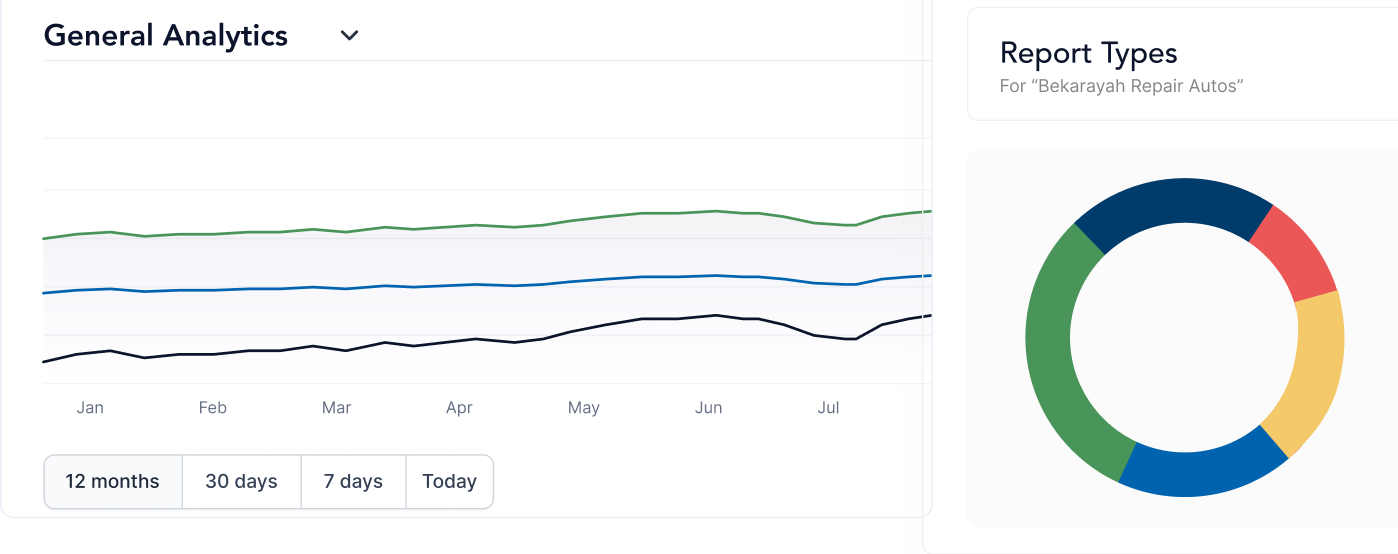 General Analytics
Jan Feb Mar Apr May Jun Jul
12 months 30 days 7 days Today
Report Types
For “Bekarayah Repair Autos”